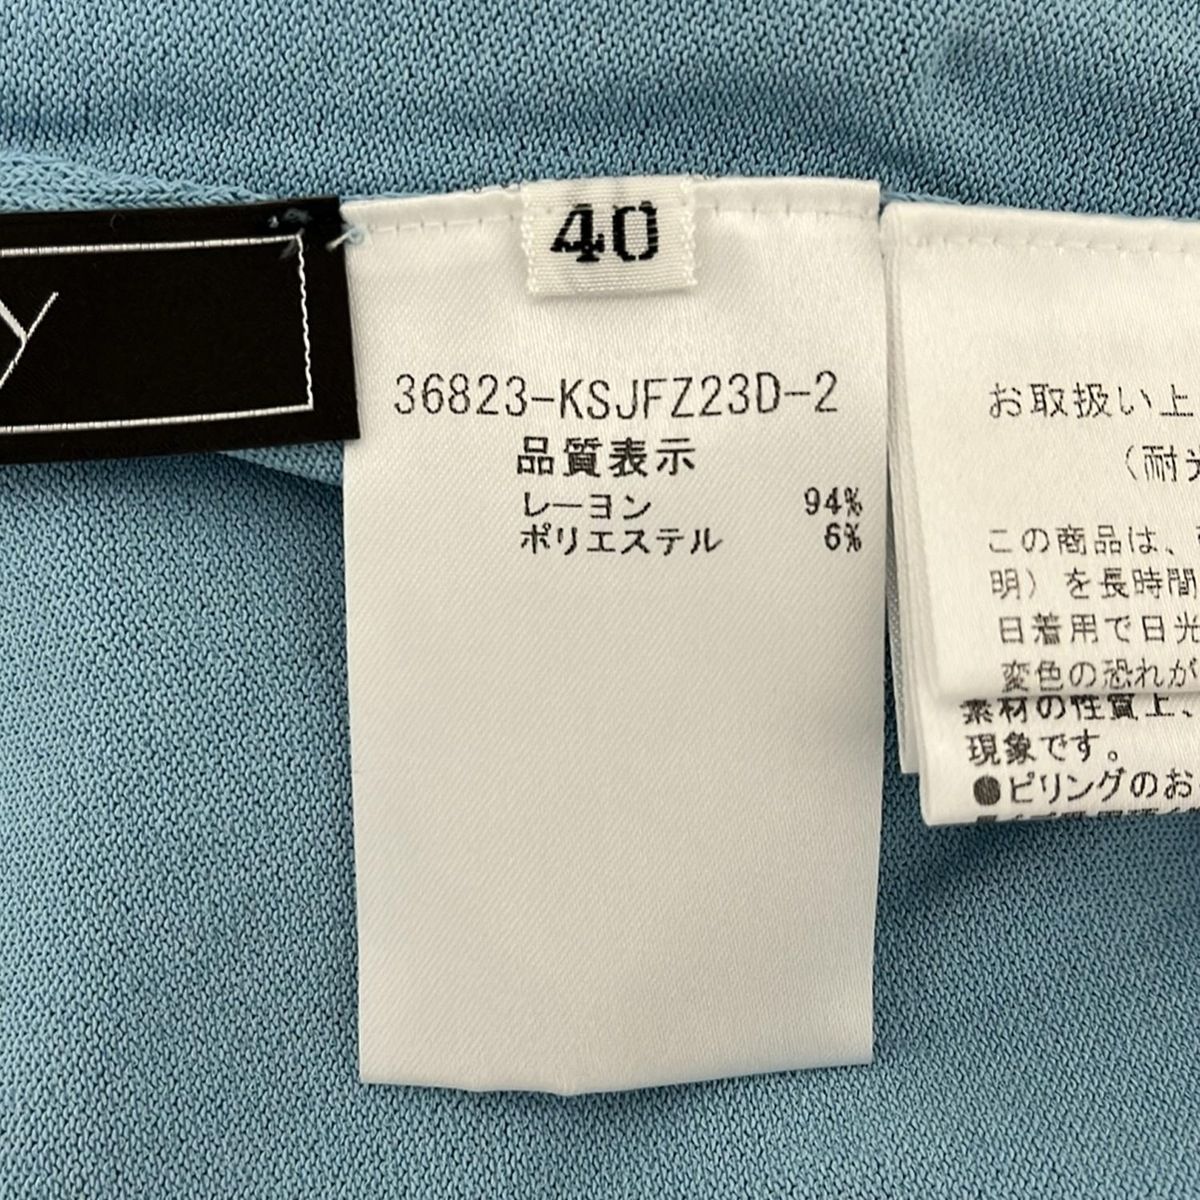 y
40
36823-KSJFZ23D-2
品質表示
レーヨン 94%
ポリエステル 6%
お取扱い上
(耐光
この商品は、
明）を長時間
日着用で日光
変色の恐れが
素材の性質上、
現象です。
●ピリングのお